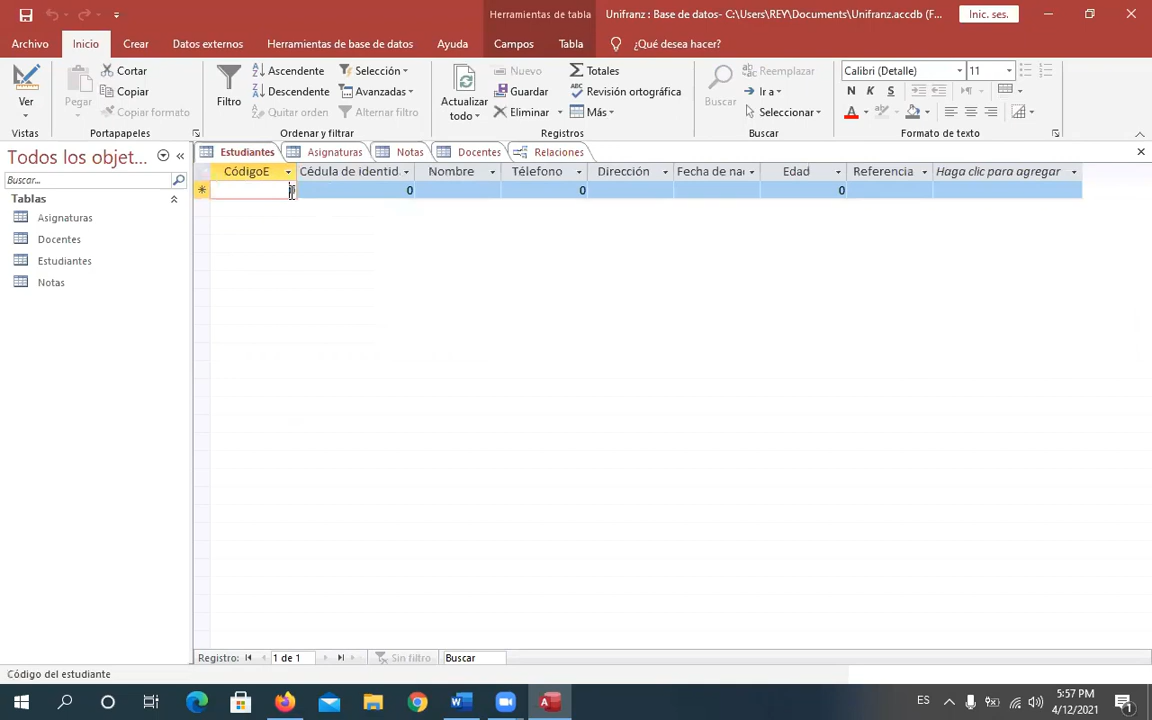 Herramientas de tabla
Unifranz : Base de datos- C:\Users\REY\Documents\Unifranz.accdb (F...
Inic. ses.
Archivo
Inicio
Crear
Datos externos
Herramientas de base de datos
Ayuda
Campos
Tabla
¿Qué desea hacer?
Ver
Vistas
Pegar
Cortar
Copiar
Copiar formato
Portapapeles
Filtro
Ascendente
Descendente
Quitar orden
Selección
Avanzadas
Alternar filtro
Ordenar y filtrar
Actualizar
todo
Nuevo
Guardar
Eliminar
Totales
Revisión ortográfica
Más
Registros
Buscar
Reemplazar
Ir a
Seleccionar
Buscar
Calibri (Detalle)
11
N K S
Formato de texto
Todos los objet...
Buscar...
Tablas
Asignaturas
Docentes
Estudiantes
Notas
Estudiantes
Asignaturas
Notas
Docentes
Relaciones
CódigoE
Cédula de identid.
Nombre
Télefono
Dirección
Fecha de nac
Edad
Referencia
Haga clic para agregar
0 0 0
Registro:
1 de 1
Sin filtro
Buscar
Código del estudiante
ES
5:57 PM
4/12/2021
1